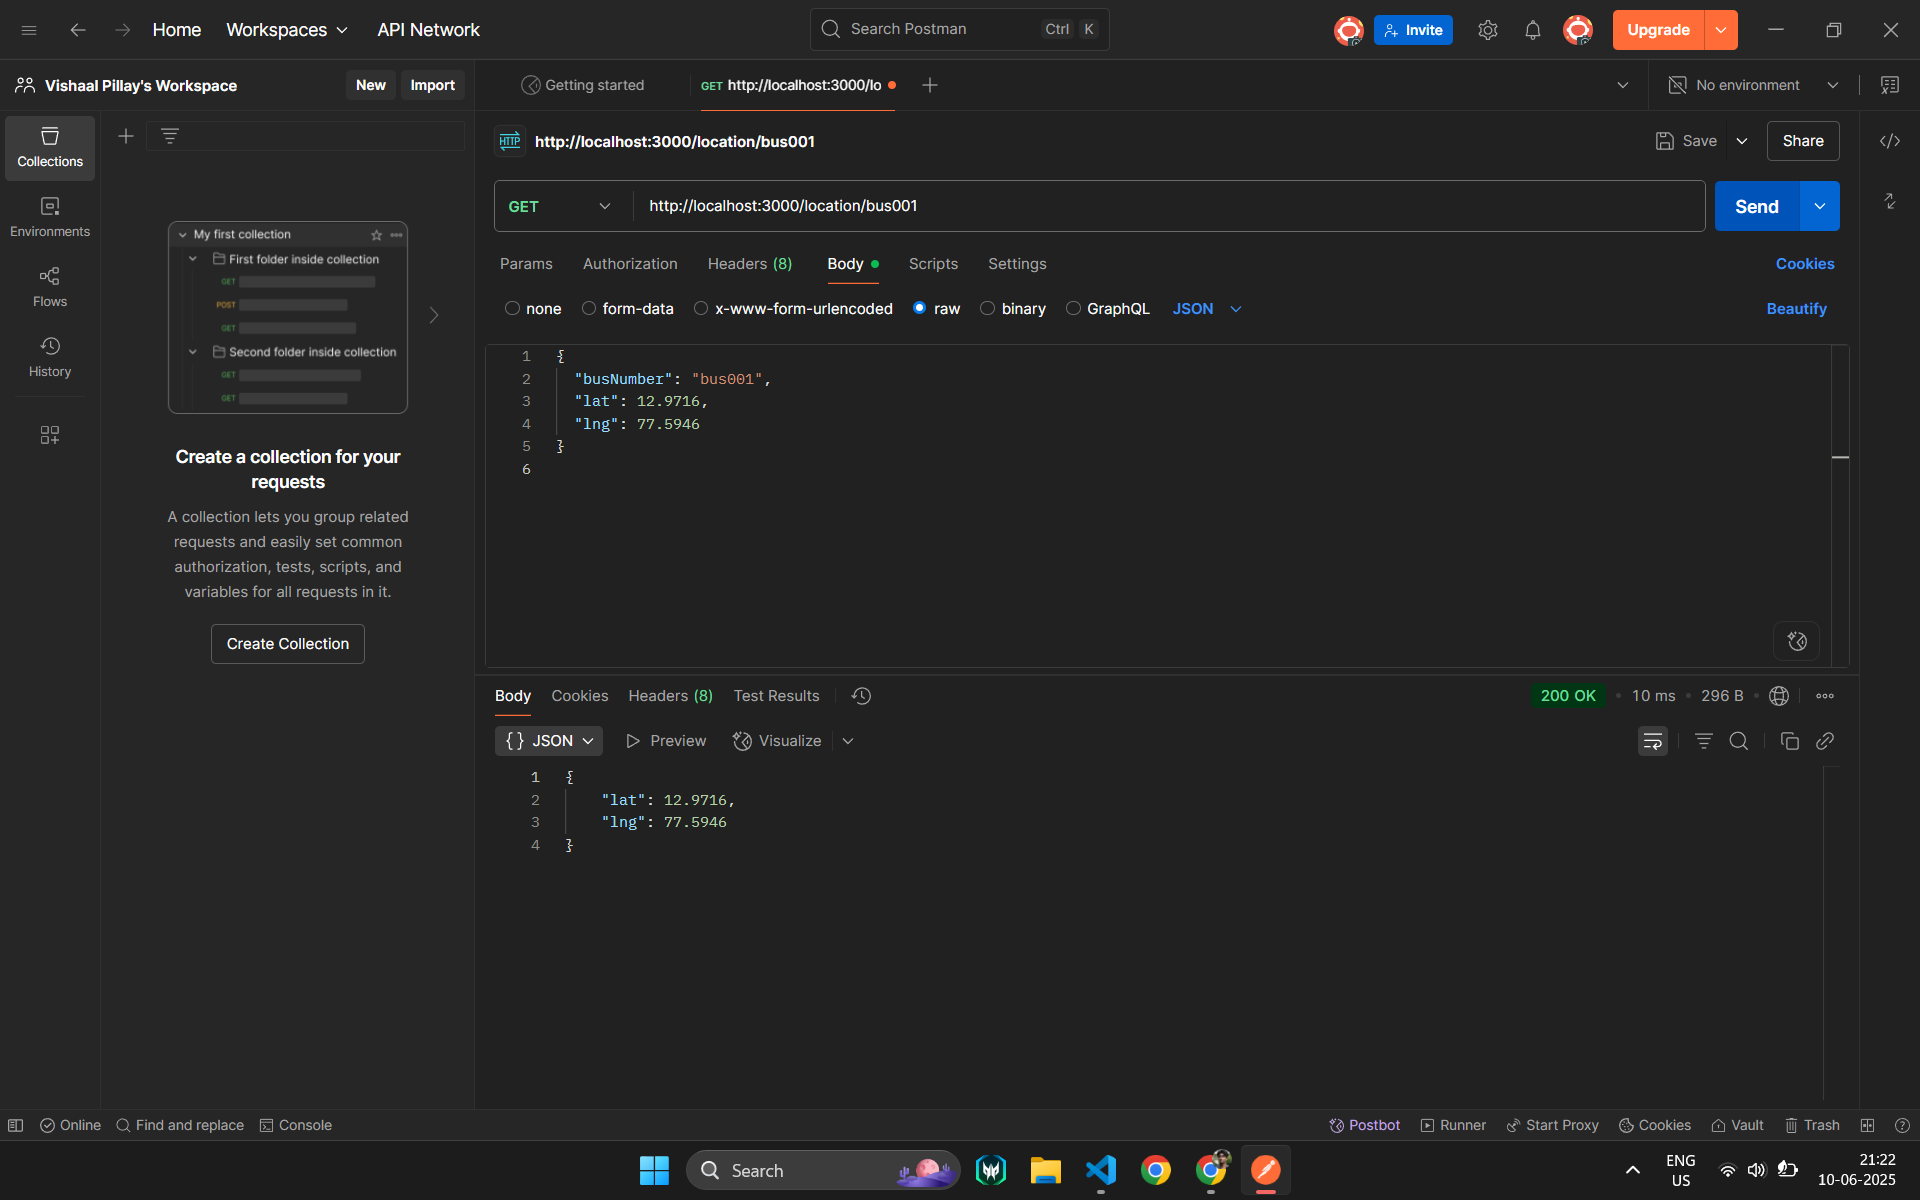 Home Workspaces API Network Search Postman Ctrl K Invite Upgrade
Vishaal Pillay's Workspace New Import Getting started GET http://localhost:3000/lo No environment
Collections
Environments
Flows
History
My first collection
First folder inside collection
GET
POST
GET
Second folder inside collection
GET
GET
Create a collection for your
requests
A collection lets you group related
requests and easily set common
authorization, tests, scripts, and
variables for all requests in it.
Create Collection
HTTP http://localhost:3000/location/bus001 Save Share
GET http://localhost:3000/location/bus001 Send
Params Authorization Headers (8) Body Scripts Settings Cookies
none form-data x-www-form-urlencoded raw binary GraphQL JSON Beautify
1 {
2 "busNumber": "bus001",
3 "lat": 12.9716,
4 "lng": 77.5946
5 }
6
Body Cookies Headers (8) Test Results 200 OK 10 ms 296 B
{} JSON Preview Visualize
1 {
2 "lat": 12.9716,
3 "lng": 77.5946
4 }
Online Find and replace Console Postbot Runner Start Proxy Cookies Vault Trash
Search ENG
US 21:22
10-06-2025